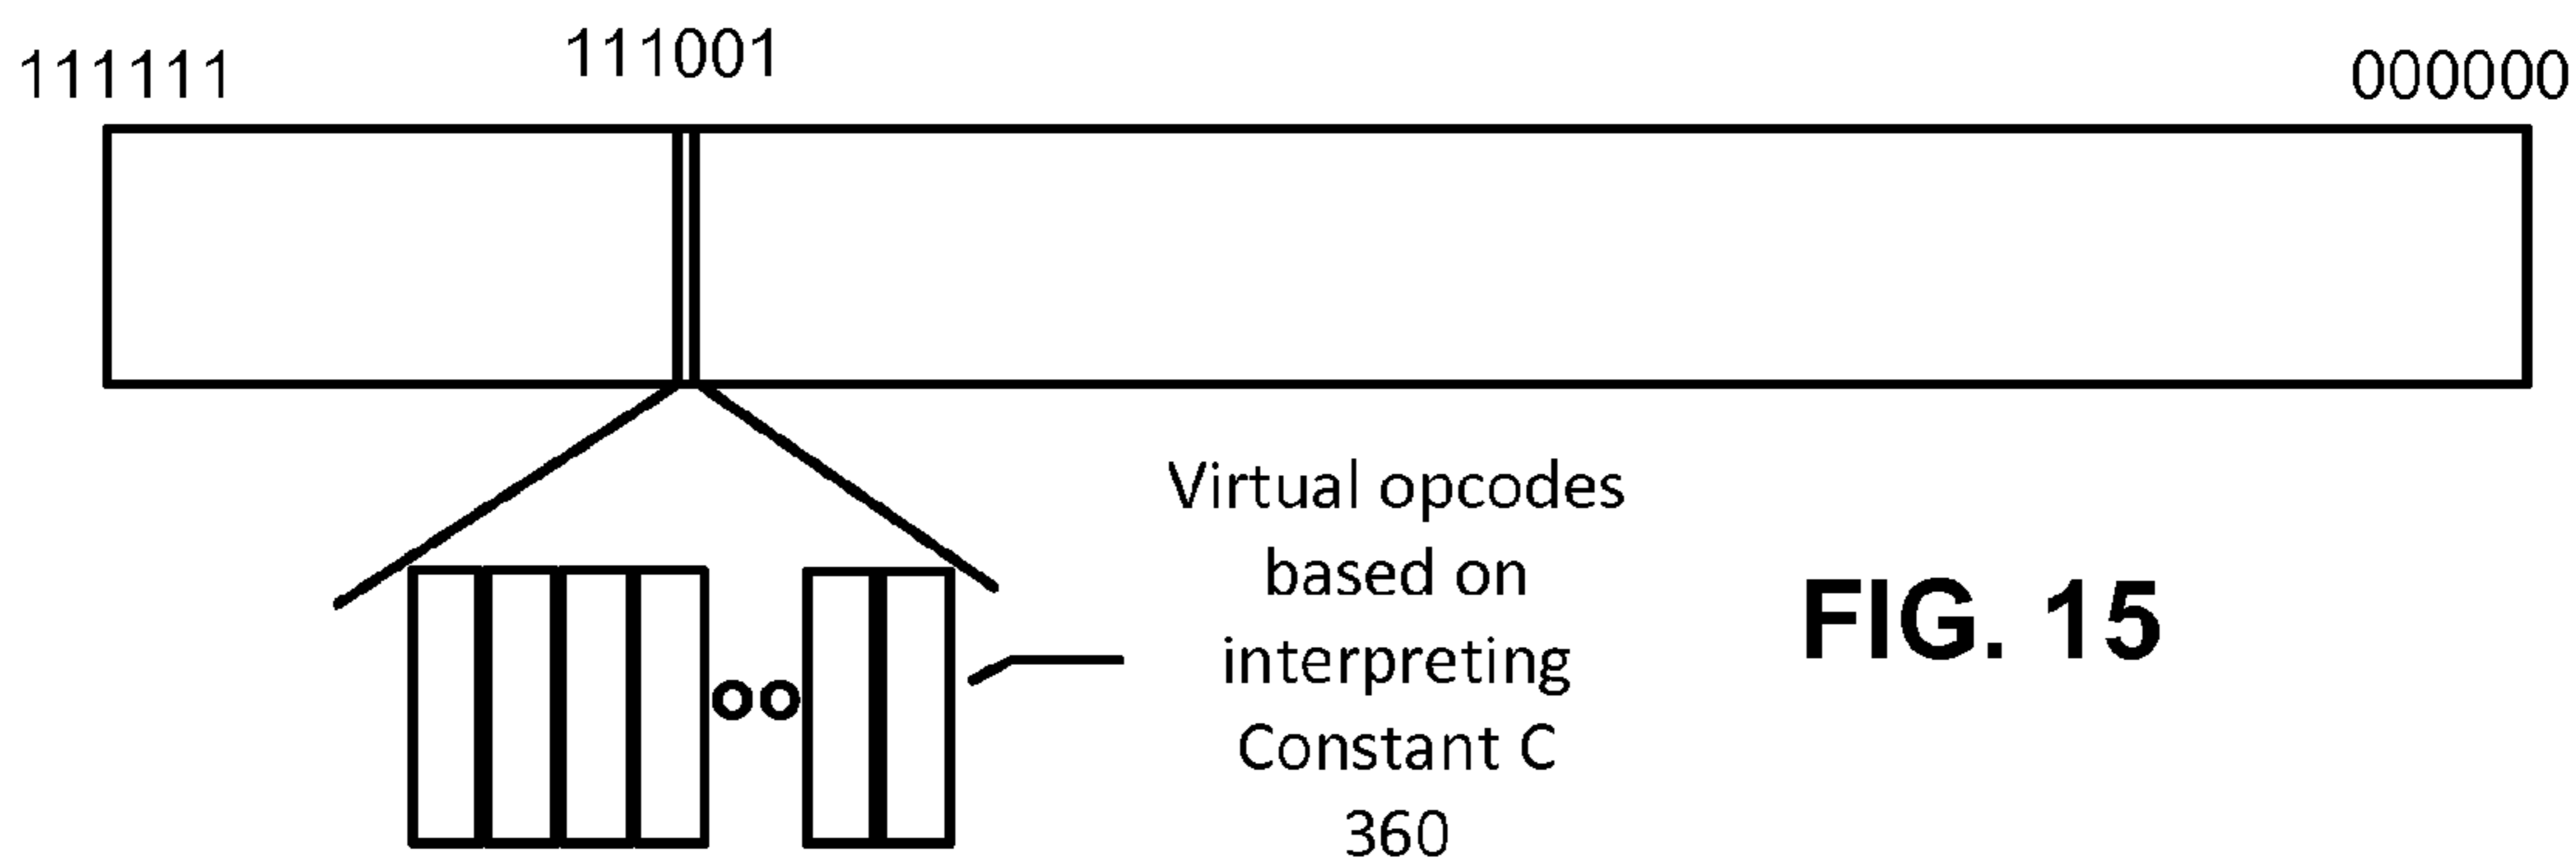 111111
111001
000000
Virtual opcodes
based on
interpreting
Constant C
360
FIG. 15